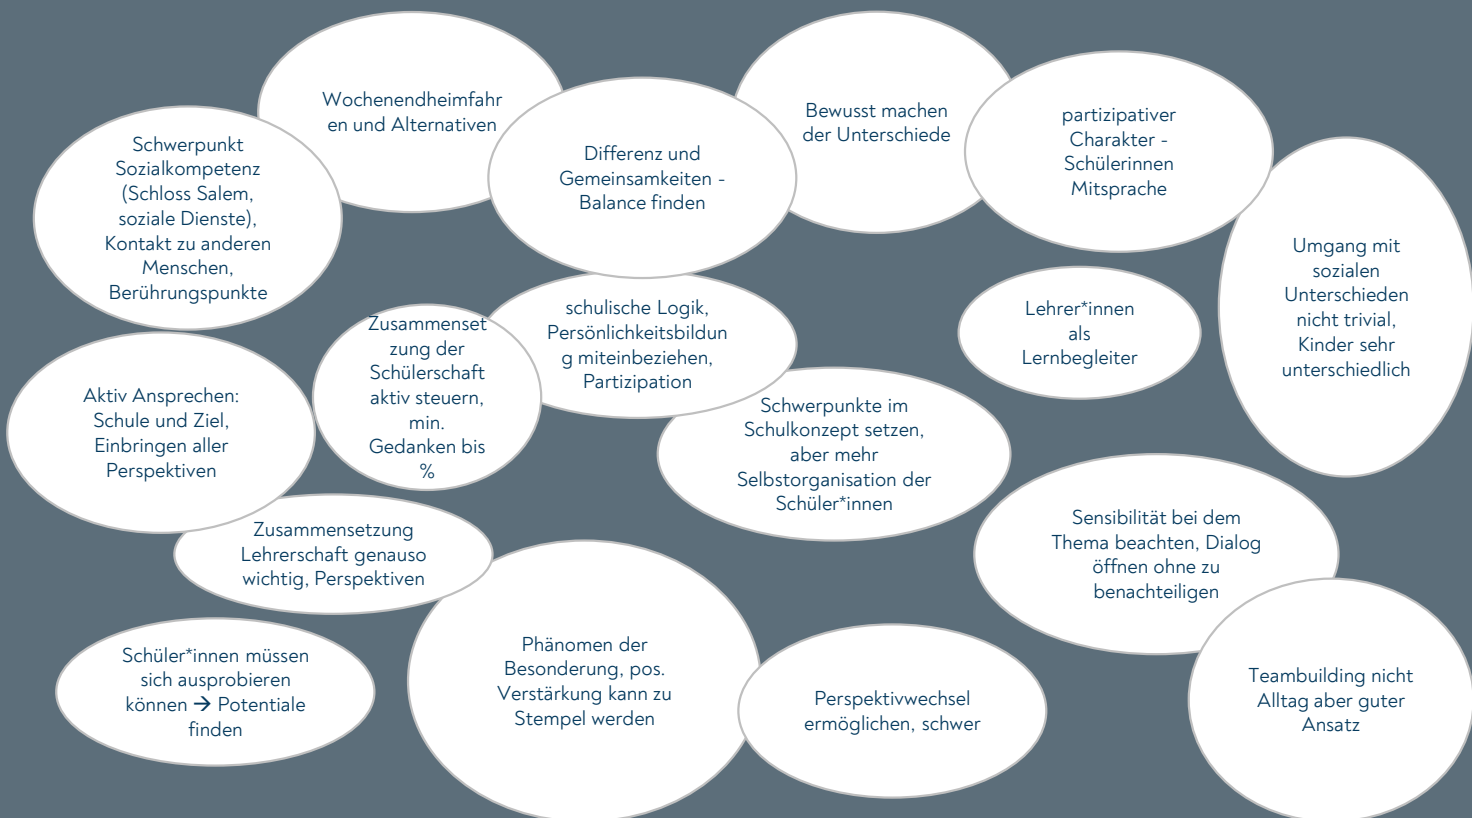 Wochenendheimfahr
en und Alternativen
Bewusst machen
der Unterschiede
partizipativer
Charakter -
Schülerinnen
Mitsprache
Schwerpunkt
Sozialkompetenz
(Schloss Salem,
soziale Dienste),
Kontakt zu anderen
Menschen,
Berührungspunkte
Differenz und
Gemeinsamkeiten -
Balance finden
Umgang mit
sozialen
Unterschieden
nicht trivial,
Kinder sehr
unterschiedlich
Zusammenset
zung der
Schülerschaft
aktiv steuern,
min.
Gedanken bis
%
schulische Logik,
Persönlichkeitsbildun
g miteinbeziehen,
Partizipation
Lehrer*innen
als
Lernbegleiter
Aktiv Ansprechen:
Schule und Ziel,
Einbringen aller
Perspektiven
Schwerpunkte im
Schulkonzept setzen,
aber mehr
Selbstorganisation der
Schüler*innen
Zusammensetzung
Lehrerschaft genauso
wichtig, Perspektiven
Sensibilität bei dem
Thema beachten, Dialog
öffnen ohne zu
benachteiligen
Schüler*innen müssen
sich ausprobieren
können → Potentiale
finden
Phänomen der
Besonderung, pos.
Verstärkung kann zu
Stempel werden
Perspektivwechsel
ermöglichen, schwer
Teambuilding nicht
Alltag aber guter
Ansatz